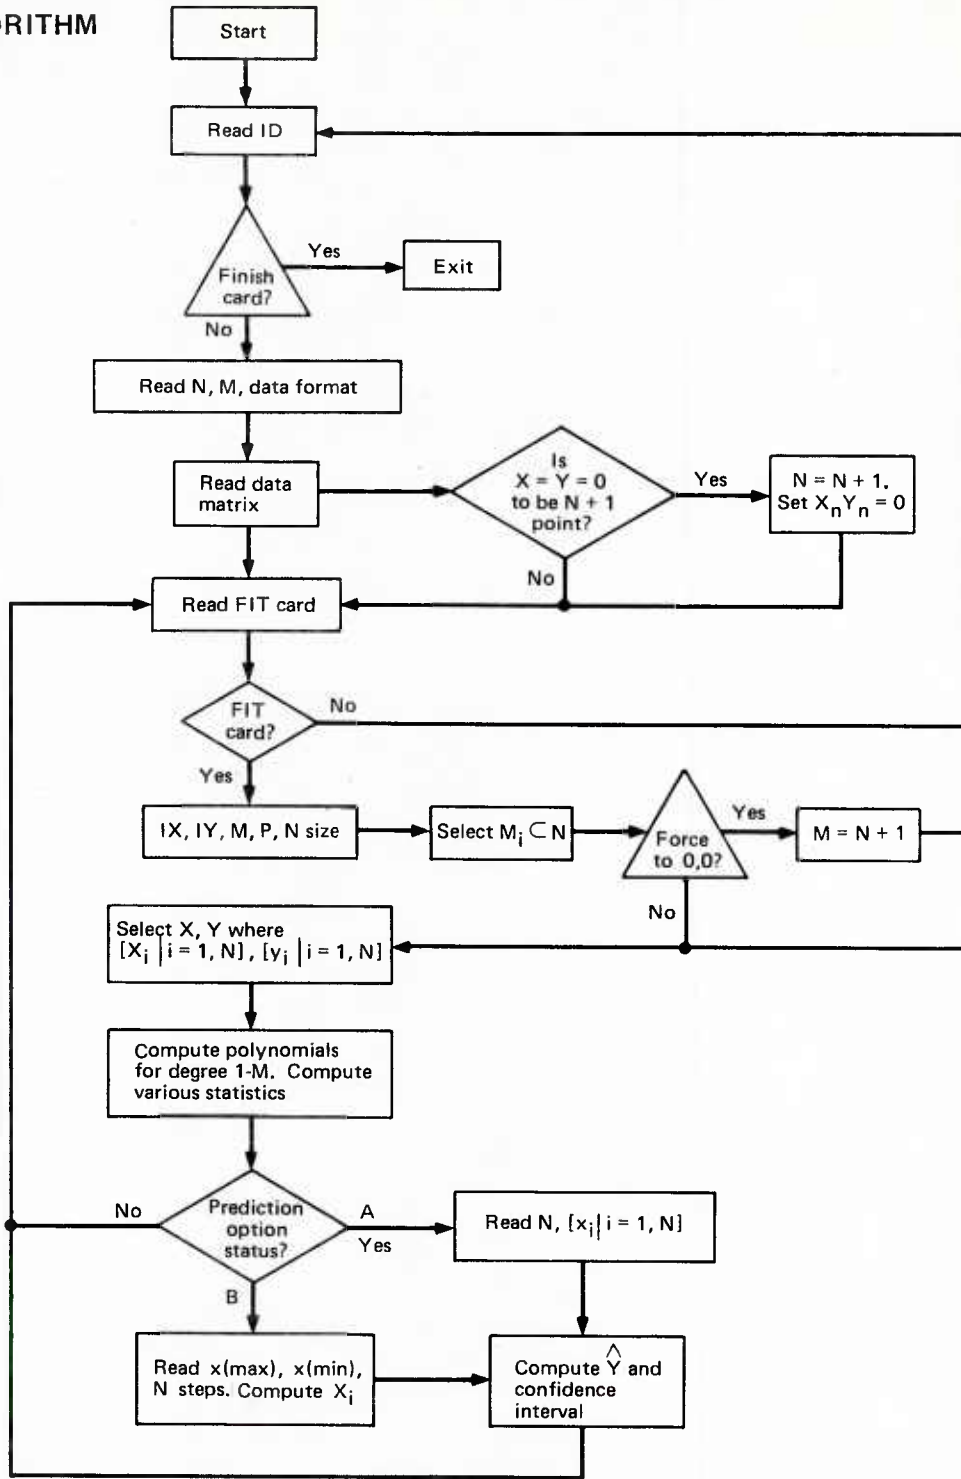 ORITHM
Start
Read ID
Yes
Exit
Finish
card?
No
Read N, M, data format
Is
X = Y = 0
to be N + 1
point?
Yes
N = N + 1.
Set XnYn = 0
Read data
matrix
No
Read FIT card
FIT
card?
No
Yes
IX, IY, M, P, N size
Select Mi ⊂ N
Force
to 0,0?
Yes
M = N + 1
No
Select X, Y where
[Xi | i = 1, N], [yi | i = 1, N]
Compute polynomials
for degree 1-M. Compute
various statistics
No
Prediction
option
status?
A
Yes
Read N, [xi | i = 1, N]
B
Read x(max), x(min),
N steps. Compute Xi
Compute Ŷ and
confidence
interval